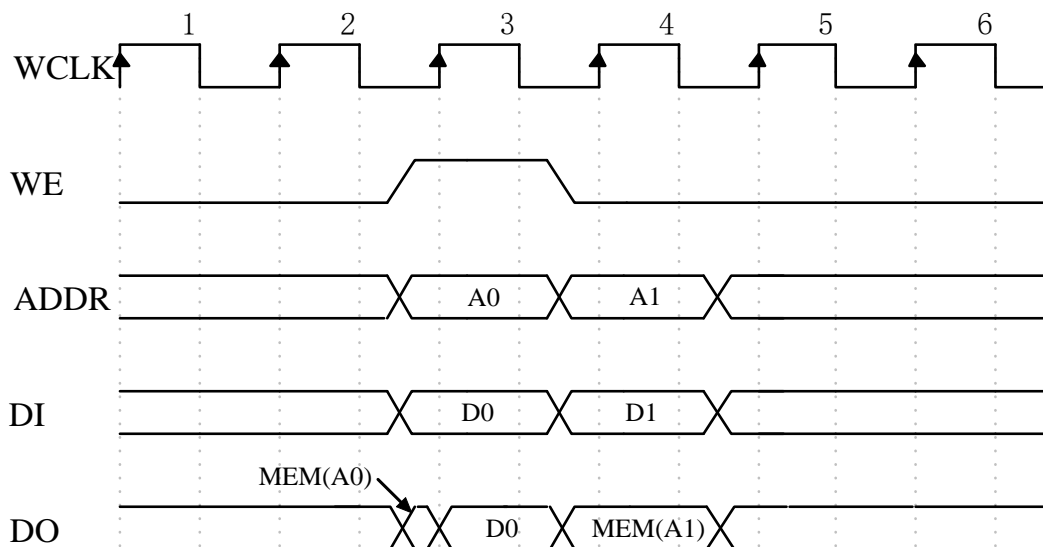 1 2 3 4 5 6
WCLK
WE
ADDR A0 A1
DI D0 D1
MEM(A0)
DO D0 MEM(A1)